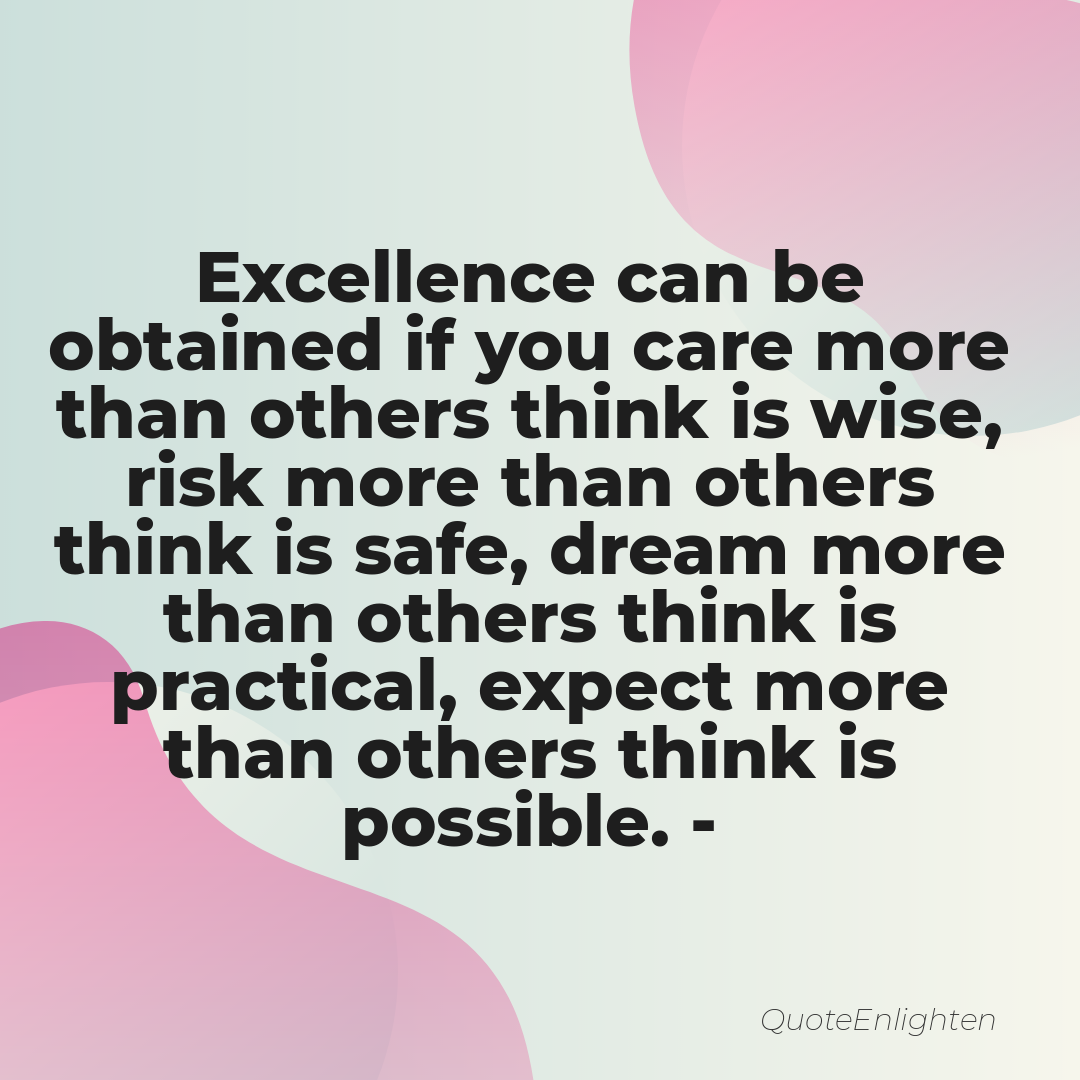 Excellence can be
obtained if you care more
than others think is wise,
risk more than others
think is safe, dream more
than others think is
practical, expect more
than others think is
possible. -
QuoteEnlighten